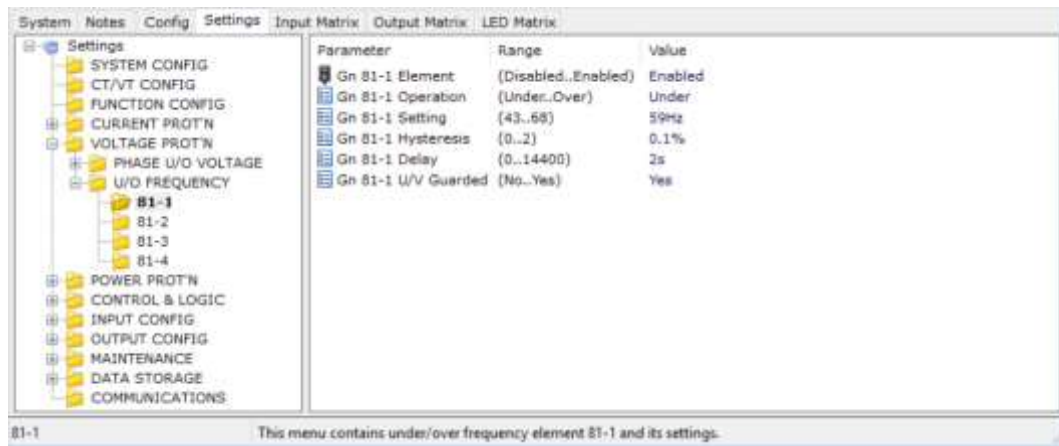 System Notes Config Settings Input Matrix Output Matrix LED Matrix
Settings
SYSTEM CONFIG
CT/VT CONFIG
FUNCTION CONFIG
CURRENT PROT'N
VOLTAGE PROT'N
PHASE U/O VOLTAGE
U/O FREQUENCY
81-1
81-2
81-3
81-4
POWER PROT'N
CONTROL & LOGIC
INPUT CONFIG
OUTPUT CONFIG
MAINTENANCE
DATA STORAGE
COMMUNICATIONS
Parameter Range Value
Gn 81-1 Element (Disabled..Enabled) Enabled
Gn 81-1 Operation (Under..Over) Under
Gn 81-1 Setting (43..68) 59Hz
Gn 81-1 Hysteresis (0..2) 0.1%
Gn 81-1 Delay (0..14400) 2s
Gn 81-1 U/V Guarded (No..Yes) Yes
81-1 This menu contains under/over frequency element 81-1 and its settings.